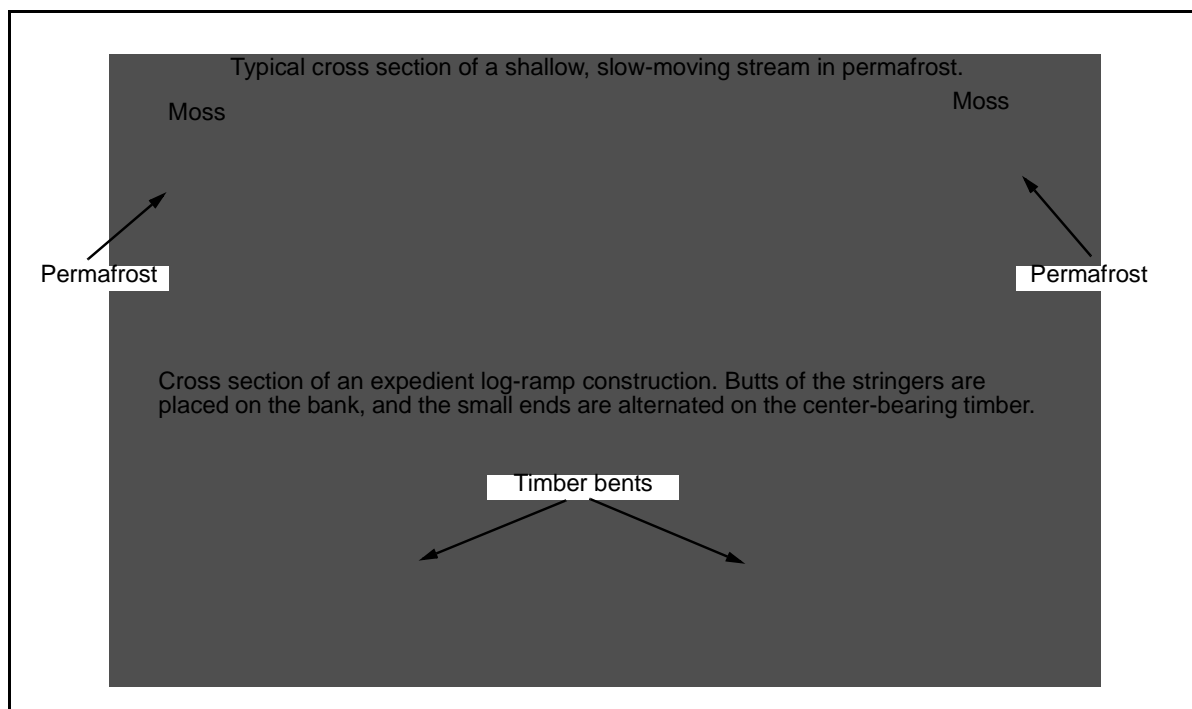 Typical cross section of a shallow, slow-moving stream in permafrost.
Moss
Moss
Permafrost
Permafrost
Cross section of an expedient log-ramp construction. Butts of the stringers are
placed on the bank, and the small ends are alternated on the center-bearing timber.
Timber bents